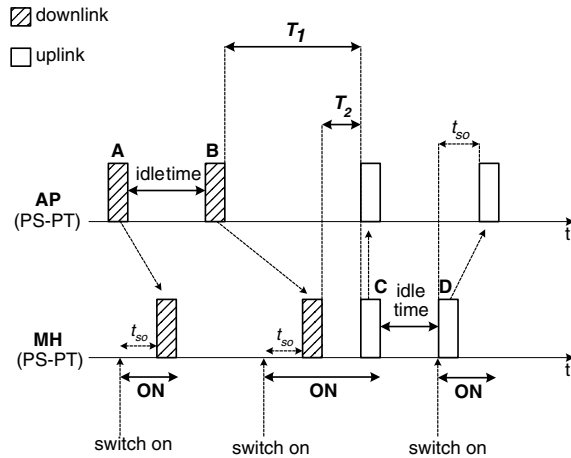 downlink
uplink
T1
T2
tso
A
idle time
B
AP
(PS-PT)
t
C
idle
time
D
tso
tso
MH
(PS-PT)
t
ON
ON
ON
switch on
switch on
switch on